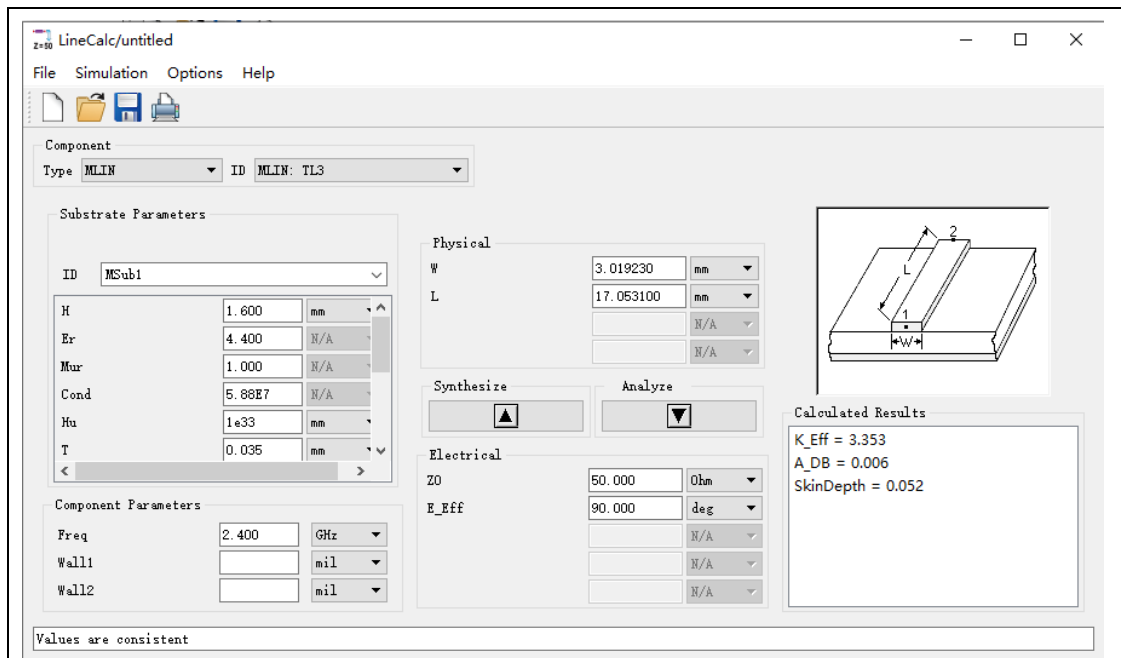 Z=50 LineCalc/untitled
File Simulation Options Help
Component
Type MLIN ID MLIN: TL3
Substrate Parameters
ID MSub1
H 1.600 mm
Er 4.400 N/A
Mur 1.000 N/A
Cond 5.88E7 N/A
Hu 1e33 mm
T 0.035 mm
Component Parameters
Freq 2.400 GHz
Wall1 mil
Wall2 mil
Physical
W 3.019230 mm
L 17.053100 mm
N/A
N/A
Synthesize Analyze
Electrical
Z0 50.000 Ohm
E_Eff 90.000 deg
N/A
N/A
N/A
2
L
1
W
Calculated Results
K_Eff = 3.353
A_DB = 0.006
SkinDepth = 0.052
Values are consistent